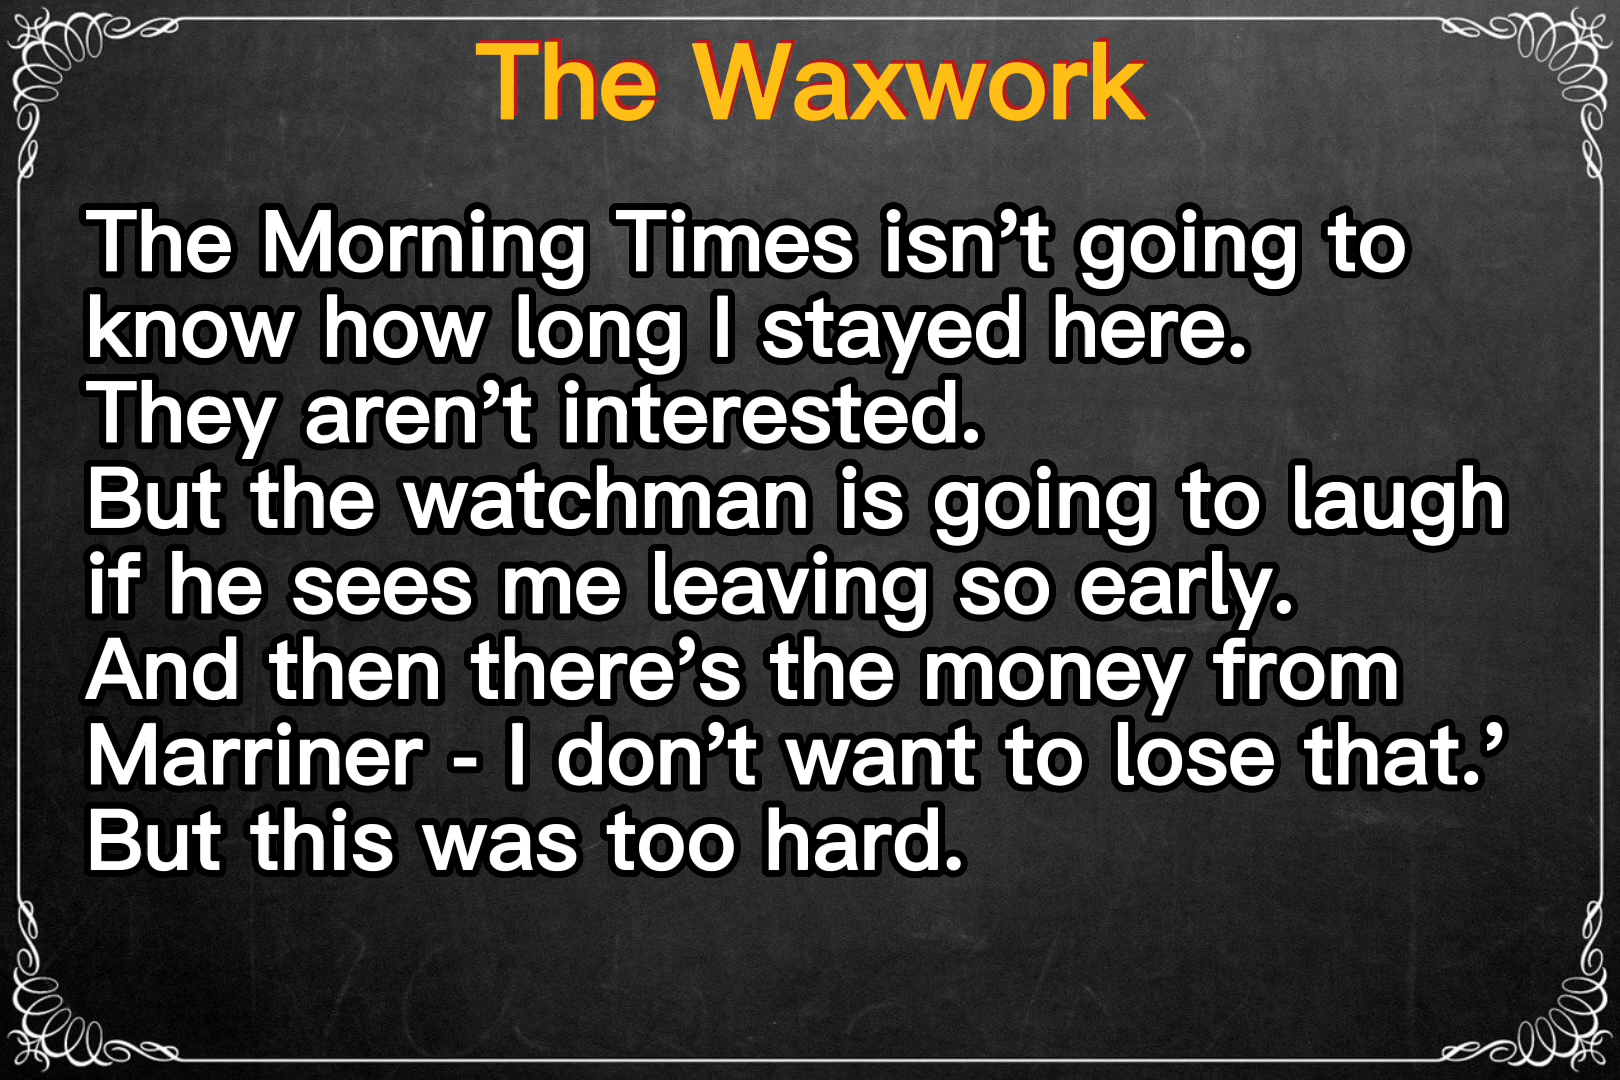 The Waxwork
The Morning Times isn’t going to
know how long I stayed here.
They aren’t interested.
But the watchman is going to laugh
if he sees me leaving so early.
And then there’s the money from
Marriner - I don’t want to lose that.’
But this was too hard.